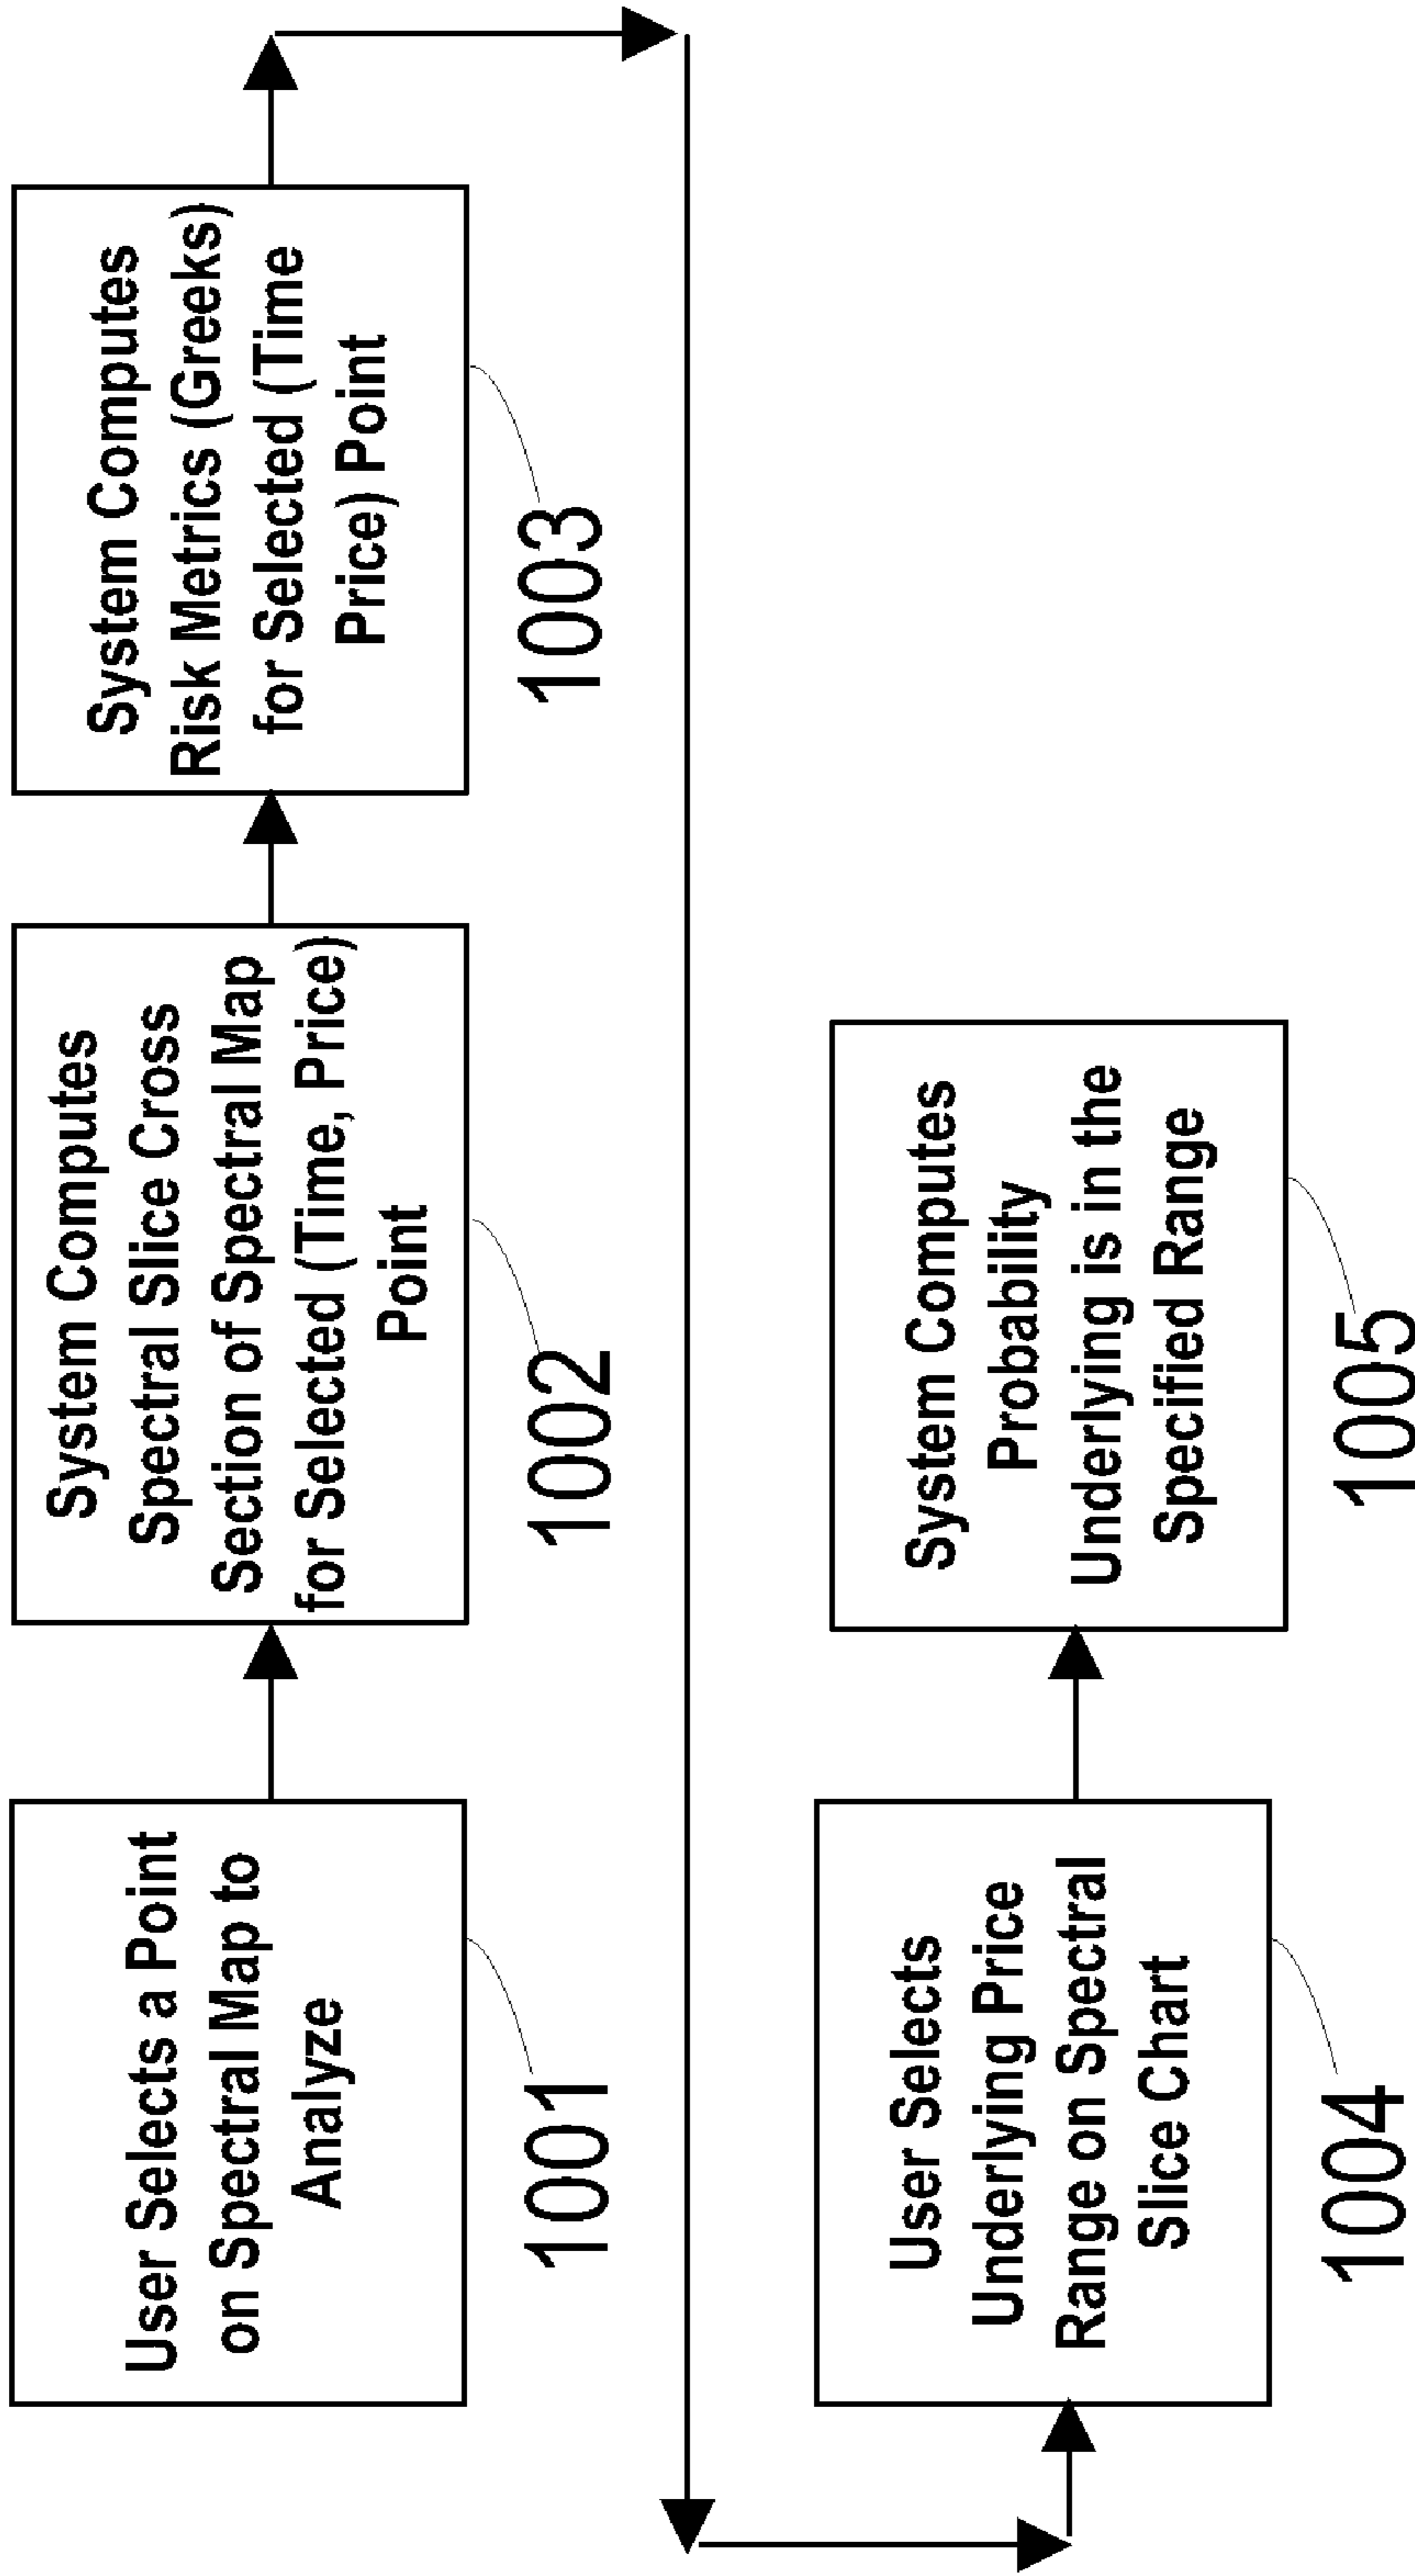 User Selects a Point
on Spectral Map to
Analyze
1001
System Computes
Spectral Slice Cross
Section of Spectral Map
for Selected (Time, Price)
Point
1002
System Computes
Risk Metrics (Greeks)
for Selected (Time
Price) Point
1003
User Selects
Underlying Price
Range on Spectral
Slice Chart
1004
System Computes
Probability
Underlying is in the
Specified Range
1005